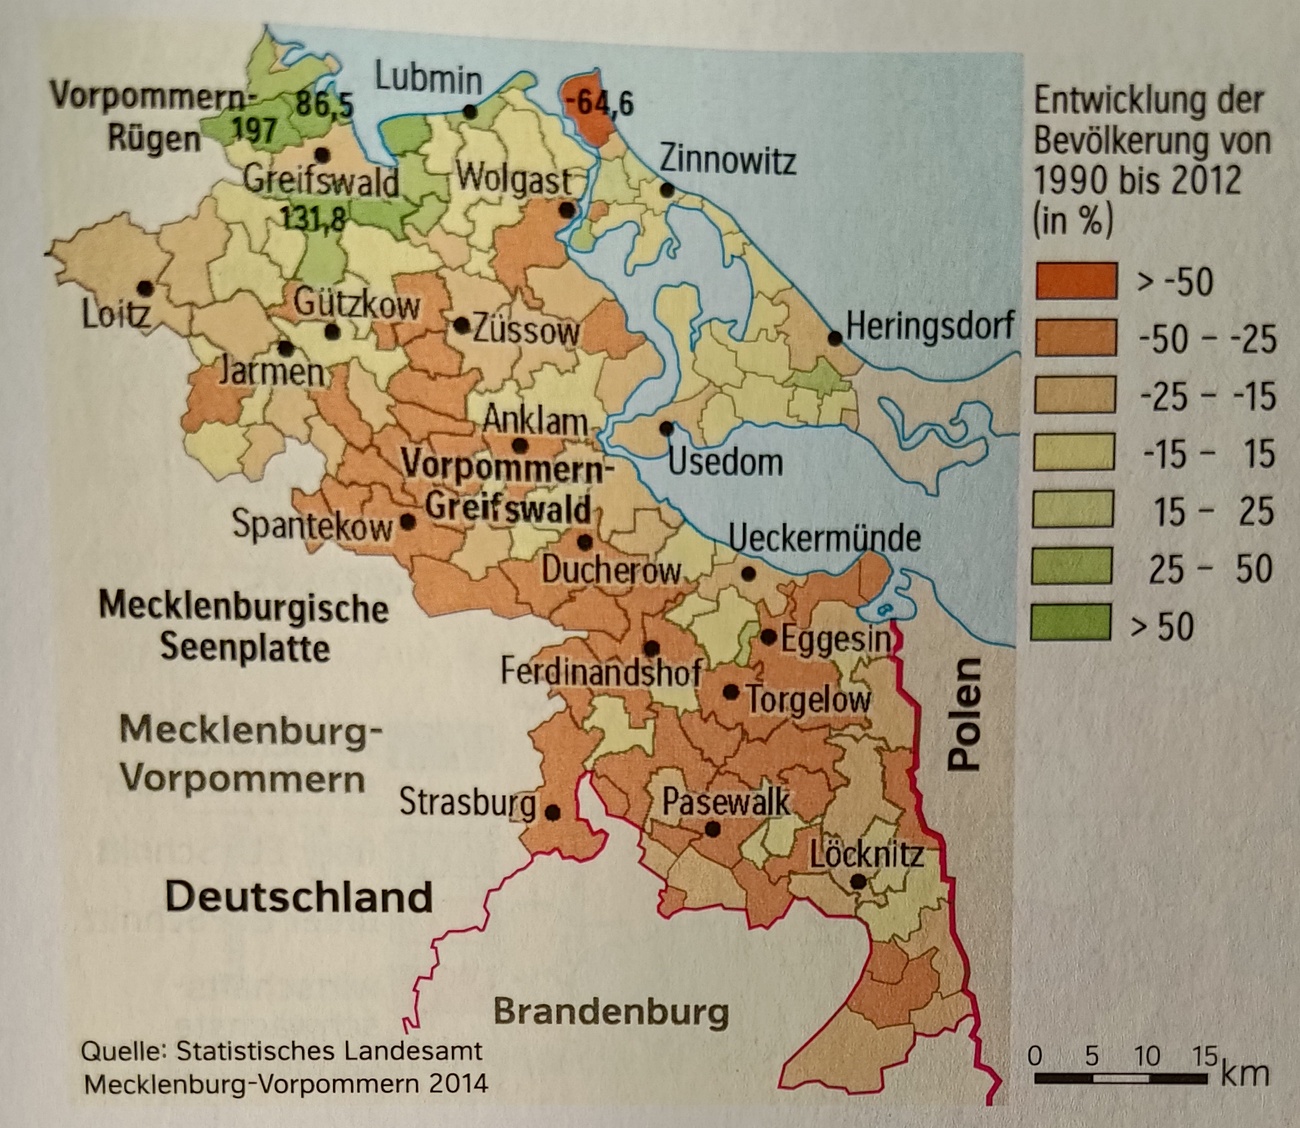 Vorpommern-
Rügen
86,5
197
Lubmin
-64,6
Zinnowitz
Greifswald
Wolgast
131,8
Loitz
Gützkow
Züssow
Heringsdorf
Jarmen
Anklam
Usedom
Vorpommern-
Greifswald
Spantekow
Ueckermünde
Ducherow
Mecklenburgische
Seenplatte
Eggesin
Ferdinandshof
Torgelow
Polen
Mecklenburg-
Vorpommern
Strasburg
Pasewalk
Löcknitz
Deutschland
Brandenburg
Quelle: Statistisches Landesamt
Mecklenburg-Vorpommern 2014
Entwicklung der
Bevölkerung von
1990 bis 2012
(in %)
> -50
-50 – -25
-25 – -15
-15 – 15
15 – 25
25 – 50
> 50
0 5 10 15 km